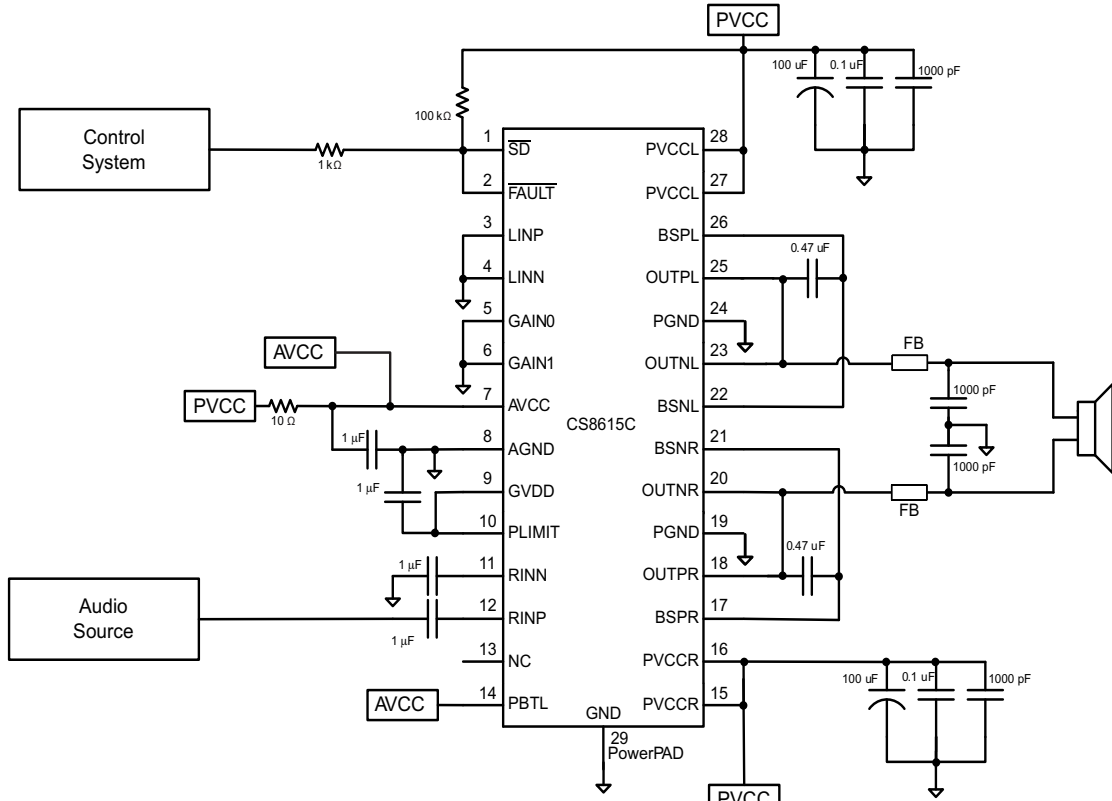 PVCC
100 uF
0.1 uF
1000 pF
100 kΩ
Control
System
1 kΩ
1
SD
28
PVCCL
2
FAULT
27
PVCCL
3
LINP
26
BSPL
0.47 uF
4
LINN
25
OUTPL
5
GAIN0
24
PGND
AVCC
6
GAIN1
23
OUTNL
FB
PVCC
10 Ω
7
AVCC
22
BSNL
1000 pF
CS8615C
1 µF
8
AGND
21
BSNR
1000 pF
1 µF
9
GVDD
20
OUTNR
FB
10
PLIMIT
19
PGND
0.47 uF
1 µF
11
RINN
18
OUTPR
Audio
Source
1 µF
12
RINP
17
BSPR
13
NC
16
PVCCR
100 uF
0.1 uF
1000 pF
AVCC
14
PBTL
15
PVCCR
GND
29
PowerPAD
PVCC